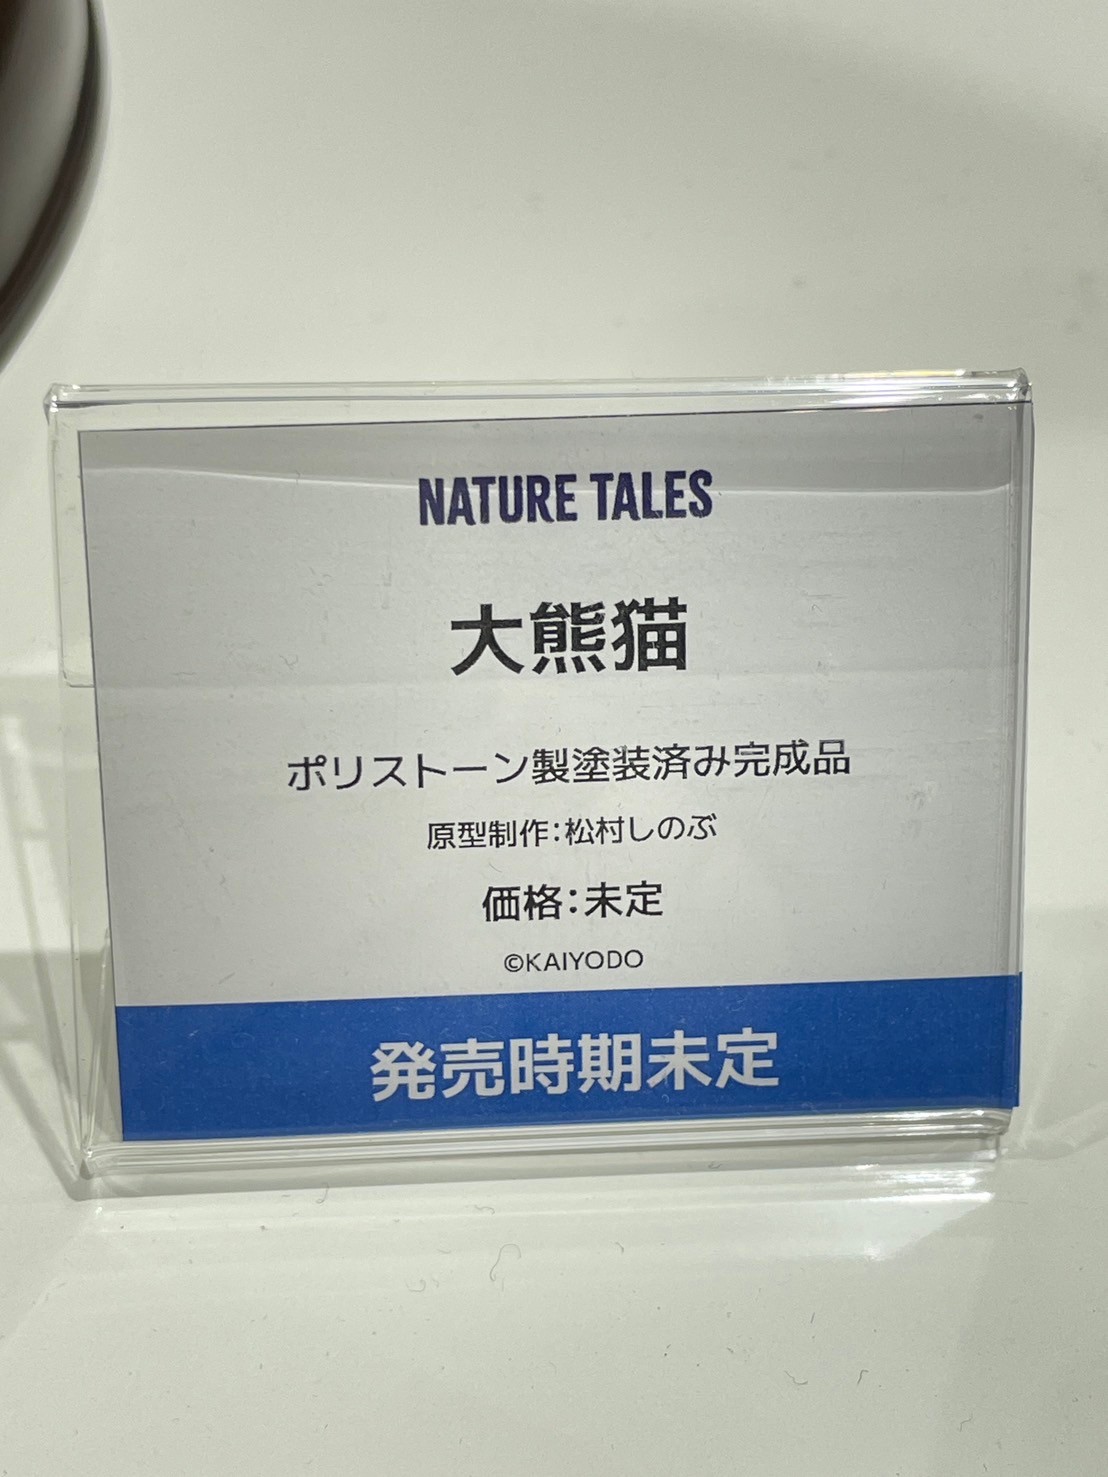 NATURE TALES
大熊猫
ポリストーン製塗装済み完成品
原型制作：松村しのぶ
価格：未定
©KAIYODO
発売時期未定